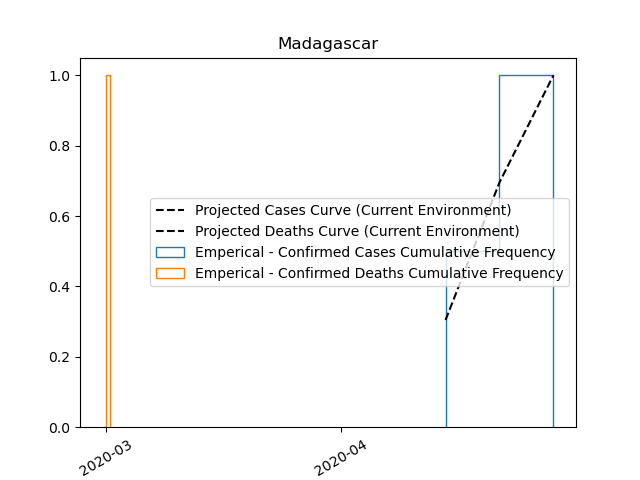 Madagascar
1.0
0.8
0.6
0.4
0.2
0.0
Projected Cases Curve (Current Environment)
Projected Deaths Curve (Current Environment)
Emperical - Confirmed Cases Cumulative Frequency
Emperical - Confirmed Deaths Cumulative Frequency
2020-03
2020-04